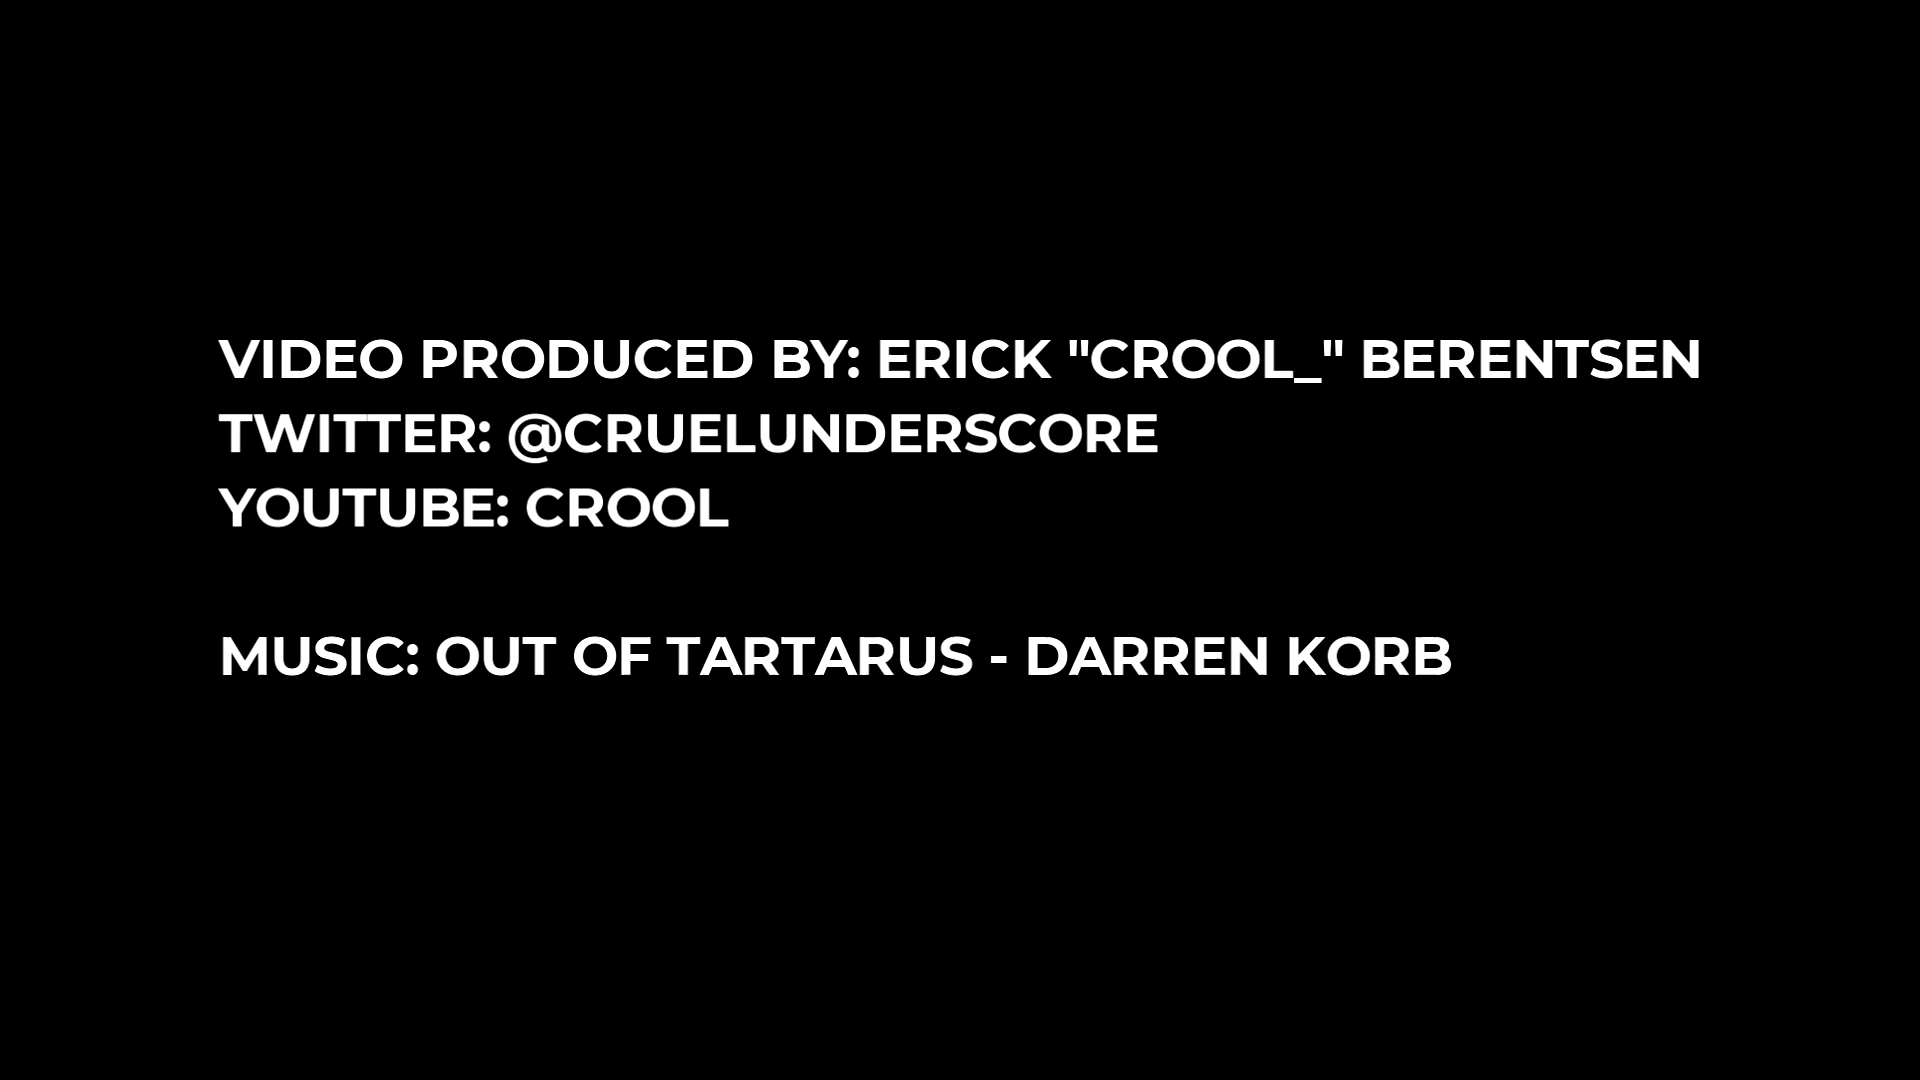 VIDEO PRODUCED BY: ERICK "CROOL_" BERENTSEN
TWITTER: @CRUELUNDERSCORE
YOUTUBE: CROOL
MUSIC: OUT OF TARTARUS - DARREN KORB